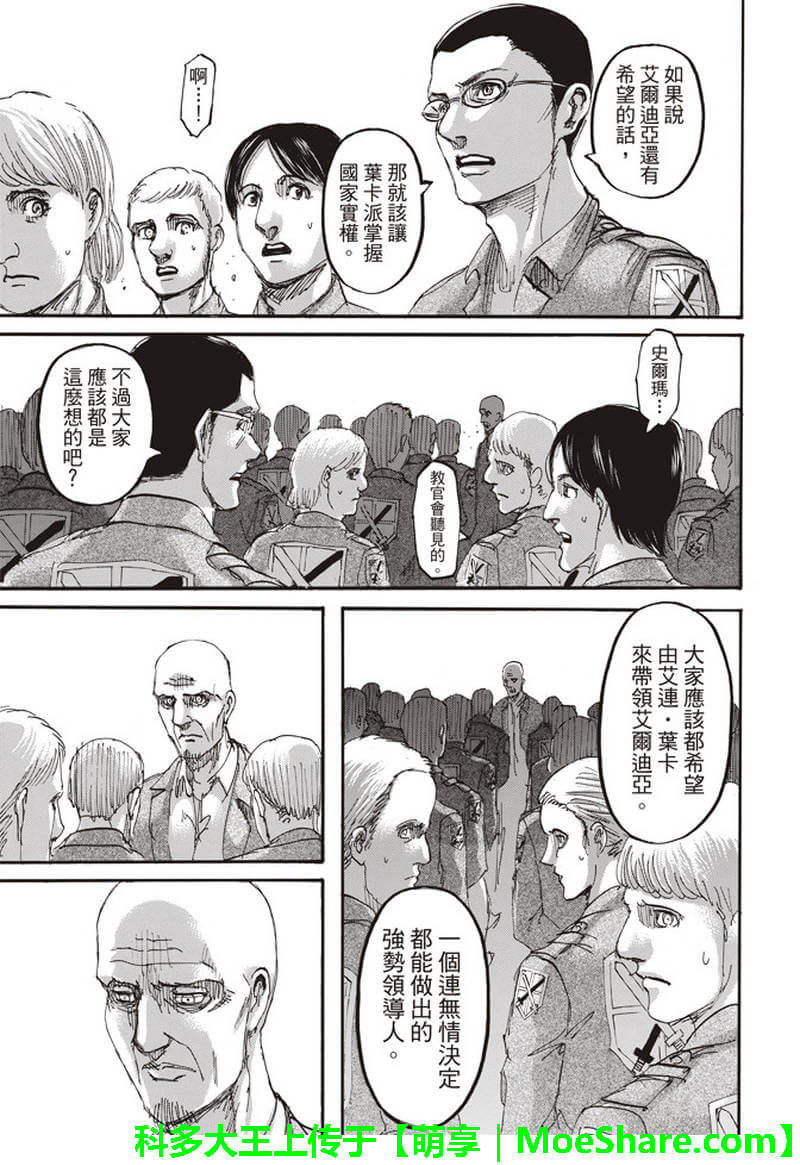 如果說
艾爾迪亞還有
希望的話，
那就該讓
葉卡派掌握
國家實權。
啊…！
史爾瑪…
教官會聽見的。
不過大家
應該都是
這麼想的吧？
大家應該都希望
由艾連·葉卡
來帶領艾爾迪亞。
一個連無情決定
都能做出的
強勢領導人。
科多大王上传于【萌享｜MoeShare.com】